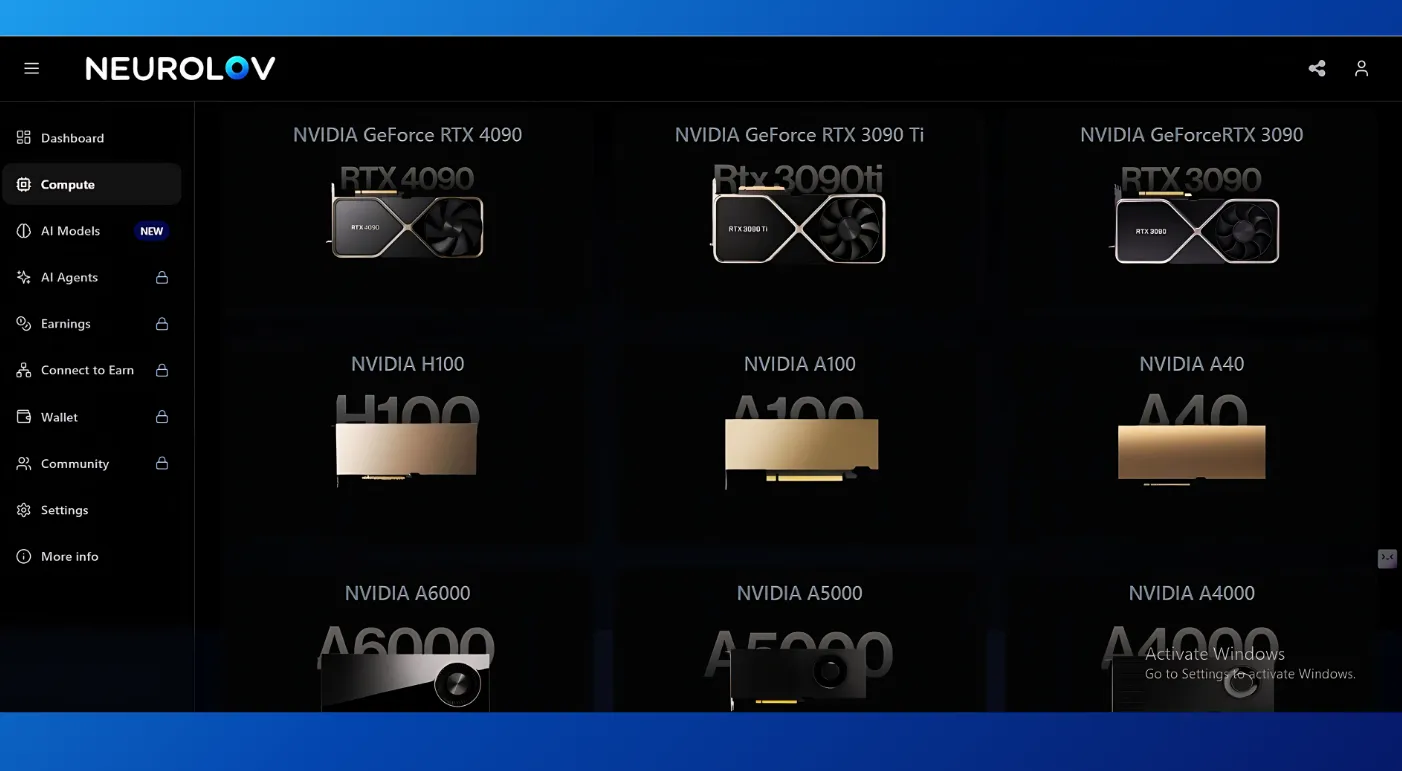 NEUROLOV
Dashboard
Compute
AI Models NEW
AI Agents
Earnings
Connect to Earn
Wallet
Community
Settings
More info
NVIDIA GeForce RTX 4090
RTX 4090
RTX 4090
NVIDIA GeForce RTX 3090 Ti
Rtx 3090ti
RTX 3090 Ti
NVIDIA GeForceRTX 3090
RTX 3090
RTX 3090
NVIDIA H100
H100
NVIDIA A100
A100
NVIDIA A40
A40
NVIDIA A6000
A6000
NVIDIA A5000
A5000
NVIDIA A4000
A4000
Activate Windows
Go to Settings to activate Windows.